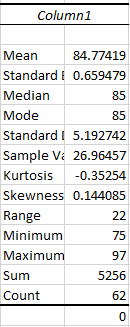 Column1
Mean 84.77419
Standard E 0.659479
Median 85
Mode 85
Standard D 5.192742
Sample Va 26.96457
Kurtosis -0.35254
Skewness 0.144085
Range 22
Minimum 75
Maximum 97
Sum 5256
Count 62
0